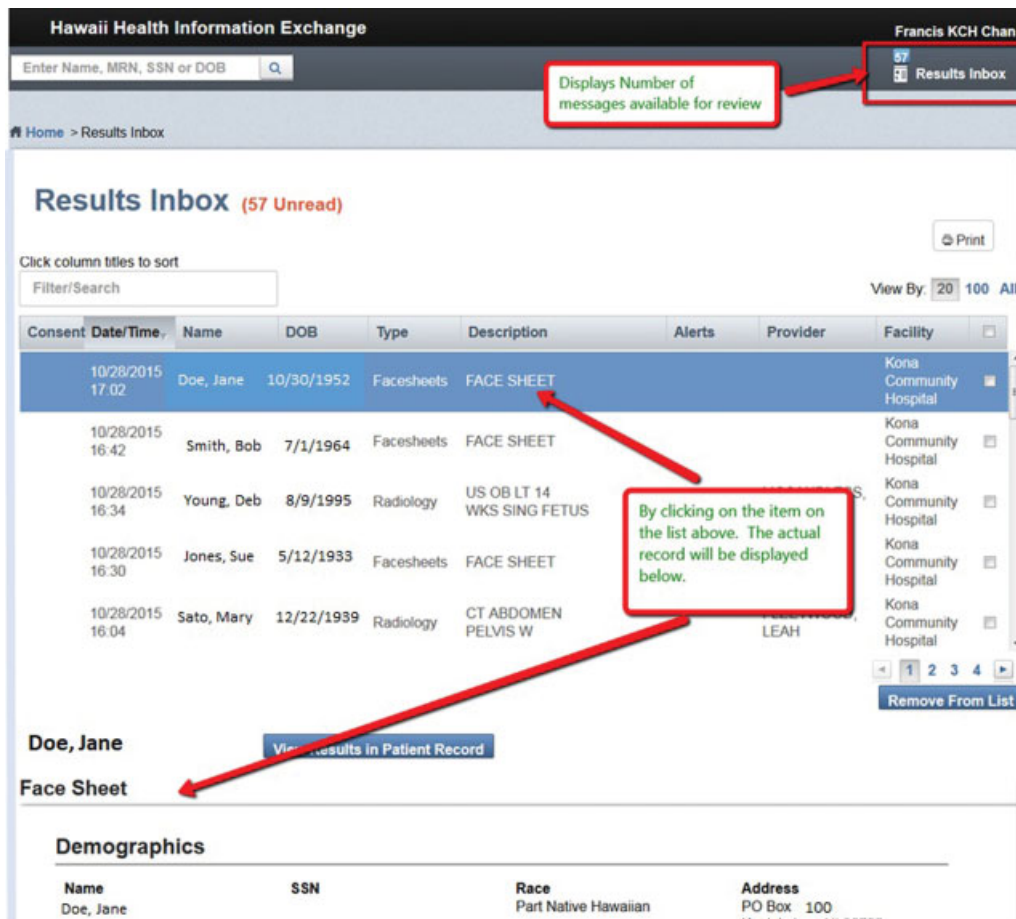 Hawaii Health Information Exchange
Francis KCH Chan
Enter Name, MRN, SSN or DOB
57
Results Inbox
Displays Number of
messages available for review
Home > Results Inbox
Results Inbox (57 Unread)
Print
Click column titles to sort
Filter/Search
View By: 20 100 All
Consent Date/Time Name DOB Type Description Alerts Provider Facility
10/28/2015
17:02
Doe, Jane 10/30/1952 Facesheets FACE SHEET
Kona
Community
Hospital
10/28/2015
16:42
Smith, Bob 7/1/1964 Facesheets FACE SHEET
Kona
Community
Hospital
10/28/2015
16:34
Young, Deb 8/9/1995 Radiology
US OB LT 14
WKS SING FETUS
Kona
Community
Hospital
By clicking on the item on
the list above. The actual
record will be displayed
below.
10/28/2015
16:30
Jones, Sue 5/12/1933 Facesheets FACE SHEET
Kona
Community
Hospital
10/28/2015
16:04
Sato, Mary 12/22/1939 Radiology
CT ABDOMEN
PELVIS W
LEAH
Kona
Community
Hospital
1 2 3 4
Remove From List
Doe, Jane
View Results in Patient Record
Face Sheet
Demographics
Name SSN Race Address
Doe, Jane Part Native Hawaiian PO Box 100